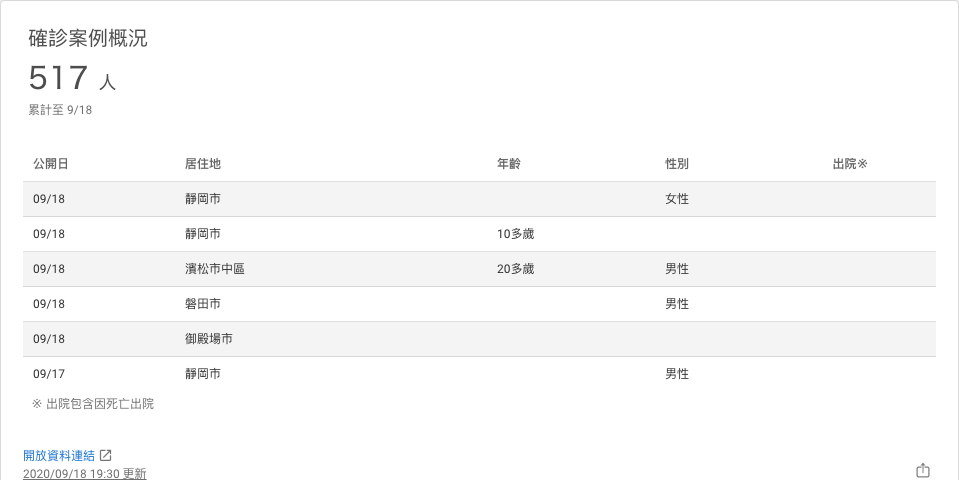 確診案例概況
517 人
累計至 9/18
公開日 居住地 年齡 性別 出院※
09/18 靜岡市 女性
09/18 靜岡市 10多歲
09/18 濱松市中區 20多歲 男性
09/18 磐田市 男性
09/18 御殿場市
09/17 靜岡市 男性
※ 出院包含因死亡出院
開放資料連結
2020/09/18 19:30 更新